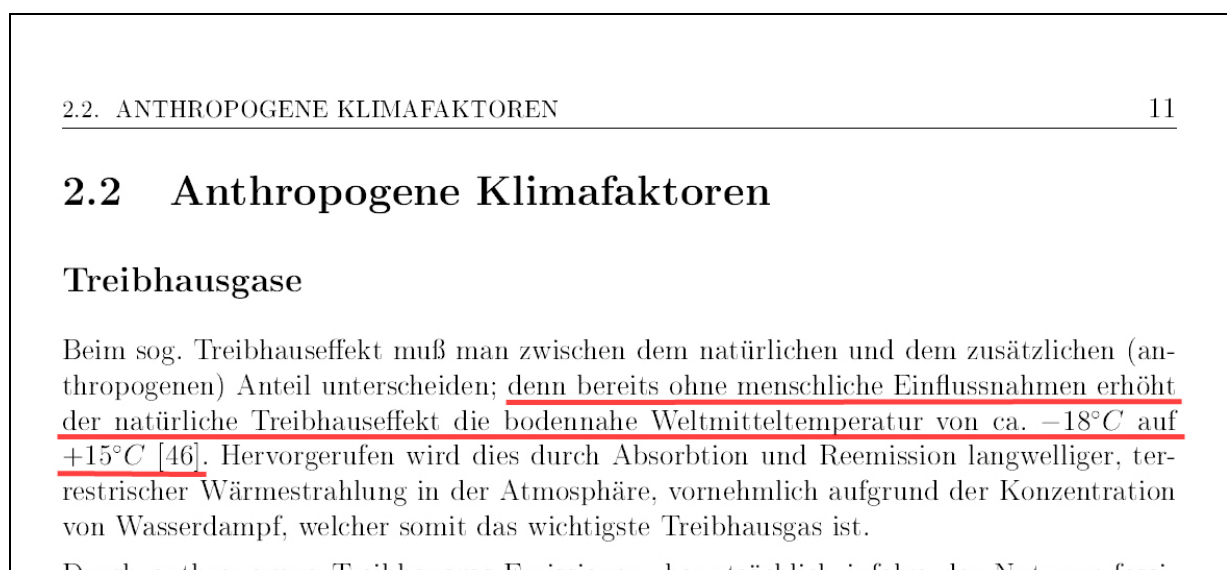 2.2. ANTHROPOGENE KLIMAFAKTOREN 11
2.2 Anthropogene Klimafaktoren
Treibhausgase
Beim sog. Treibhauseffekt muß man zwischen dem natürlichen und dem zusätzlichen (an-
thropogenen) Anteil unterscheiden; denn bereits ohne menschliche Einflussnahmen erhöht
der natürliche Treibhauseffekt die bodennahe Weltmitteltemperatur von ca. −18°C auf
+15°C [46]. Hervorgerufen wird dies durch Absorbtion und Reemission langwelliger, ter-
restrischer Wärmestrahlung in der Atmosphäre, vornehmlich aufgrund der Konzentration
von Wasserdampf, welcher somit das wichtigste Treibhausgas ist.